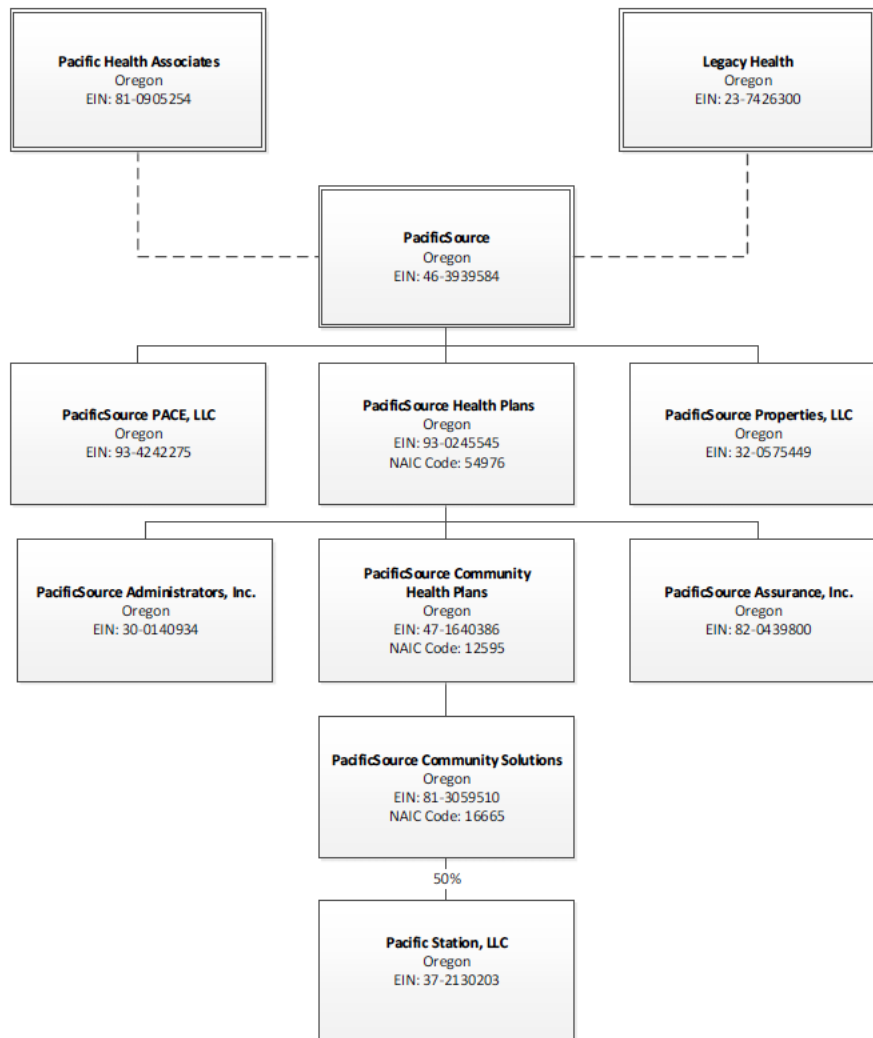 Pacific Health Associates
Oregon
EIN: 81-0905254
Legacy Health
Oregon
EIN: 23-7426300
PacificSource
Oregon
EIN: 46-3939584
PacificSource PACE, LLC
Oregon
EIN: 93-4242275
PacificSource Health Plans
Oregon
EIN: 93-0245545
NAIC Code: 54976
PacificSource Properties, LLC
Oregon
EIN: 32-0575449
PacificSource Administrators, Inc.
Oregon
EIN: 30-0140934
PacificSource Community
Health Plans
Oregon
EIN: 47-1640386
NAIC Code: 12595
PacificSource Assurance, Inc.
Oregon
EIN: 82-0439800
PacificSource Community Solutions
Oregon
EIN: 81-3059510
NAIC Code: 16665
50%
Pacific Station, LLC
Oregon
EIN: 37-2130203